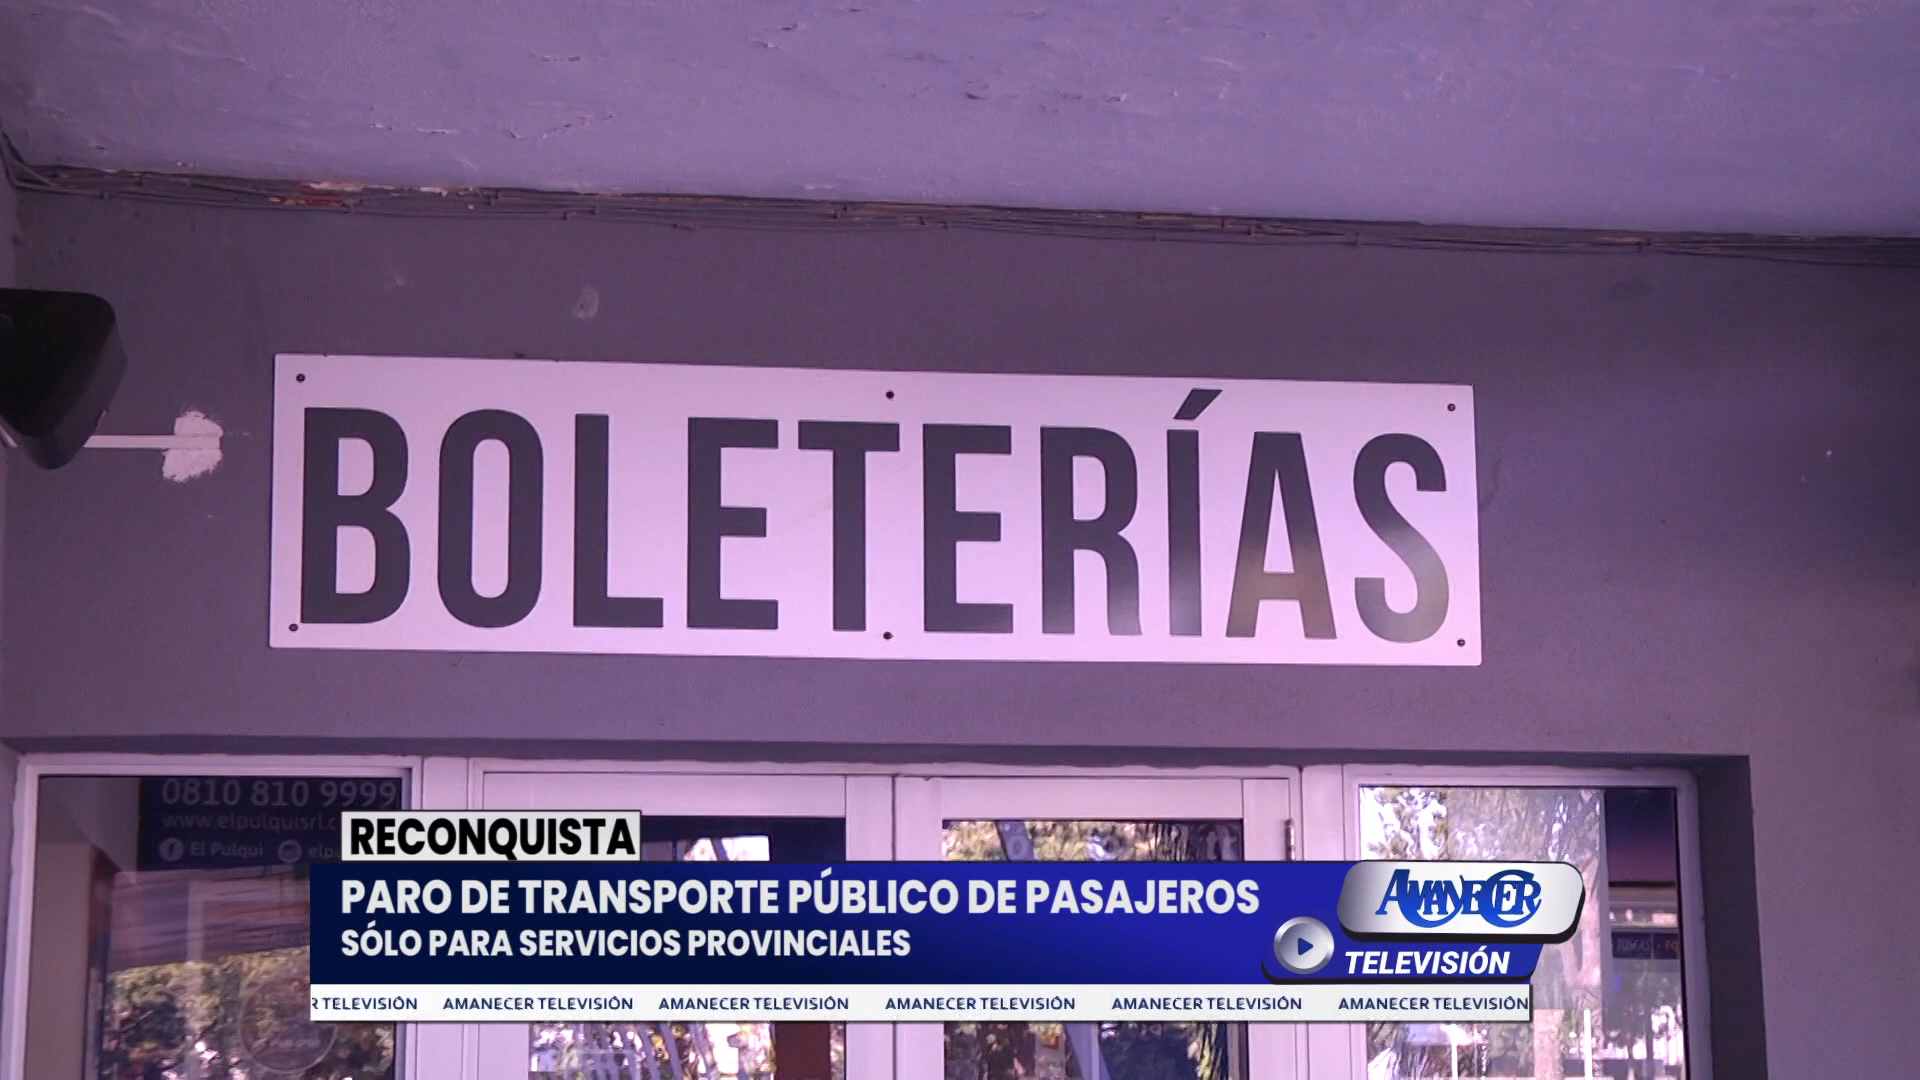 BOLETERÍAS
0810 810 9999
www.elpulquisrl.c
El Pulqui
RECONQUISTA
PARO DE TRANSPORTE PÚBLICO DE PASAJEROS
SÓLO PARA SERVICIOS PROVINCIALES
AMANECER
TELEVISIÓN
R TELEVISIÓN AMANECER TELEVISIÓN AMANECER TELEVISIÓN AMANECER TELEVISIÓN AMANECER TELEVISIÓN AMANECER TELEVISIÓN